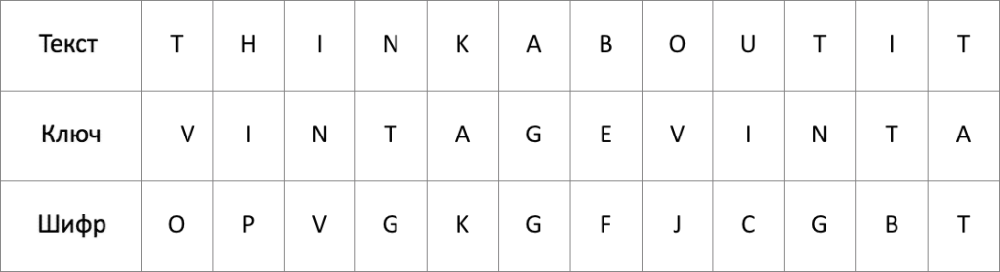 Текст T H I N K A B O U T I T
Ключ V I N T A G E V I N T A
Шифр O P V G K G F J C G B T